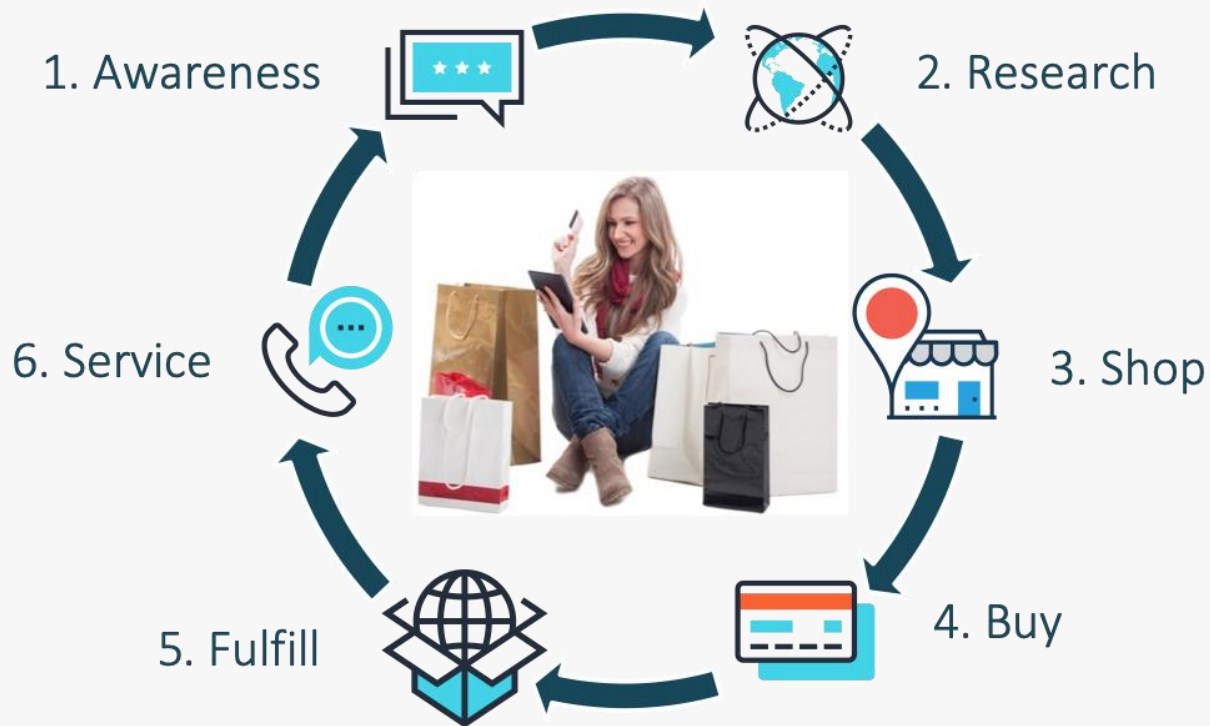 1. Awareness
2. Research
3. Shop
4. Buy
5. Fulfill
6. Service